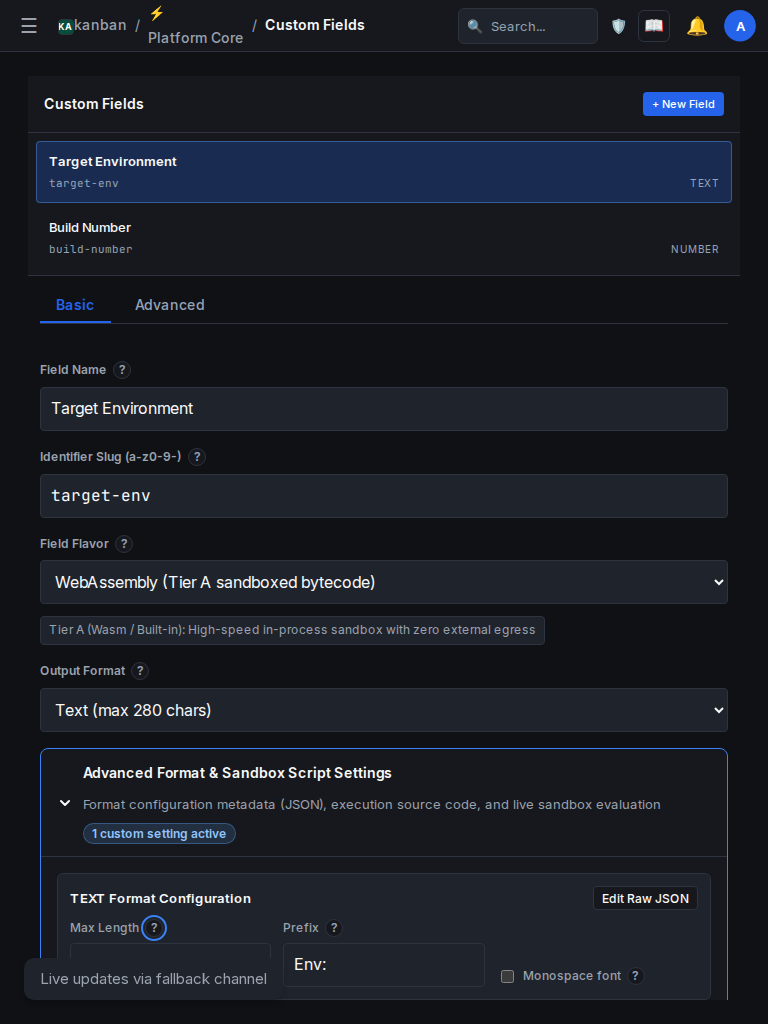 KA kanban / ⚡ Platform Core / Custom Fields
Search...
A
Custom Fields
+ New Field
Target Environment
target-env
TEXT
Build Number
build-number
NUMBER
Basic
Advanced
Field Name ?
Target Environment
Identifier Slug (a-z0-9-) ?
target-env
Field Flavor ?
WebAssembly (Tier A sandboxed bytecode)
Tier A (Wasm / Built-in): High-speed in-process sandbox with zero external egress
Output Format ?
Text (max 280 chars)
Advanced Format & Sandbox Script Settings
Format configuration metadata (JSON), execution source code, and live sandbox evaluation
1 custom setting active
TEXT Format Configuration
Edit Raw JSON
Max Length ?
Prefix ?
Env:
Monospace font ?
Live updates via fallback channel